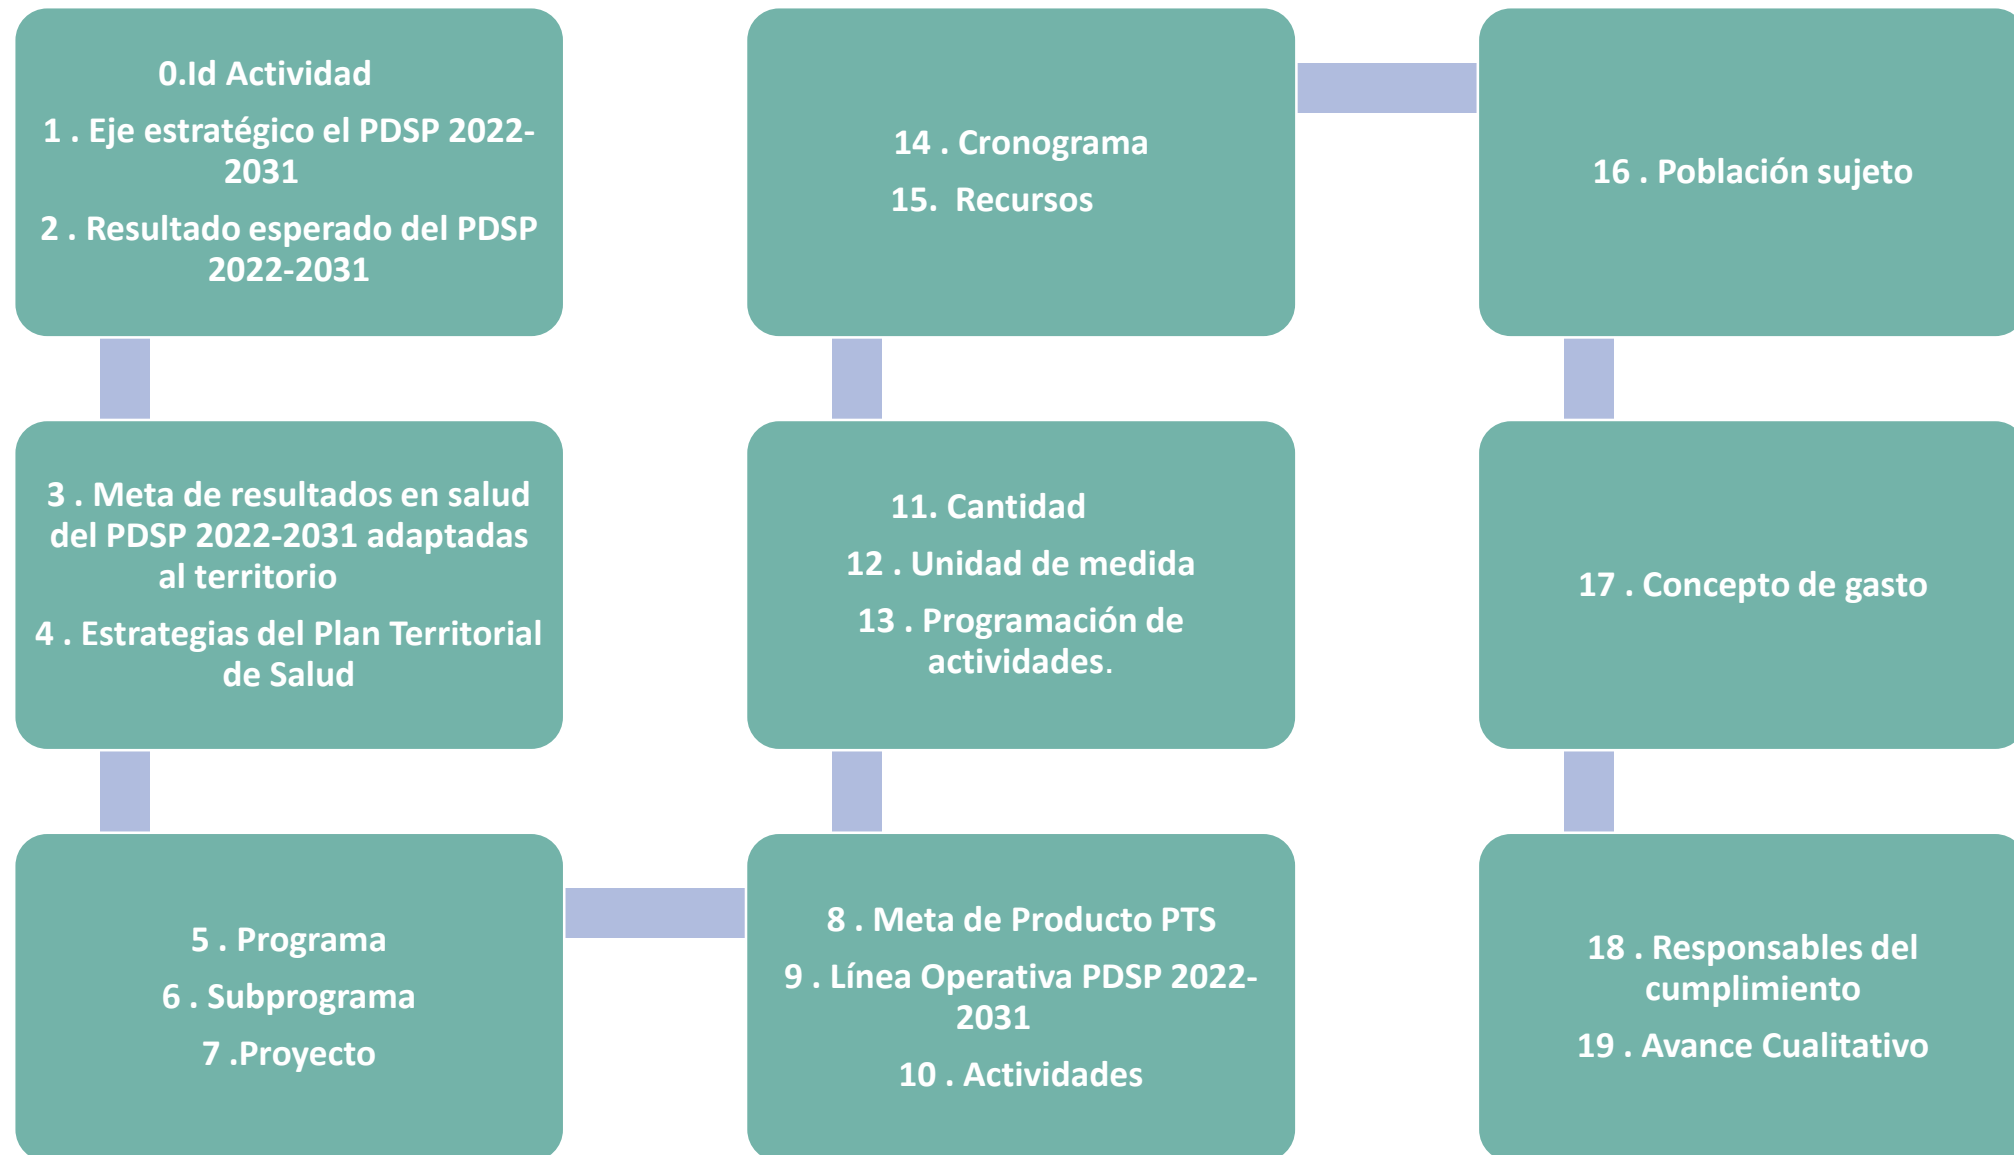 0.Id Actividad
1 . Eje estratégico el PDSP 2022-
2031
2 . Resultado esperado del PDSP
2022-2031
3 . Meta de resultados en salud
del PDSP 2022-2031 adaptadas
al territorio
4 . Estrategias del Plan Territorial
de Salud
5 . Programa
6 . Subprograma
7 .Proyecto
8 . Meta de Producto PTS
9 . Línea Operativa PDSP 2022-
2031
10 . Actividades
11. Cantidad
12 . Unidad de medida
13 . Programación de
actividades.
14 . Cronograma
15. Recursos
16 . Población sujeto
17 . Concepto de gasto
18 . Responsables del
cumplimiento
19 . Avance Cualitativo